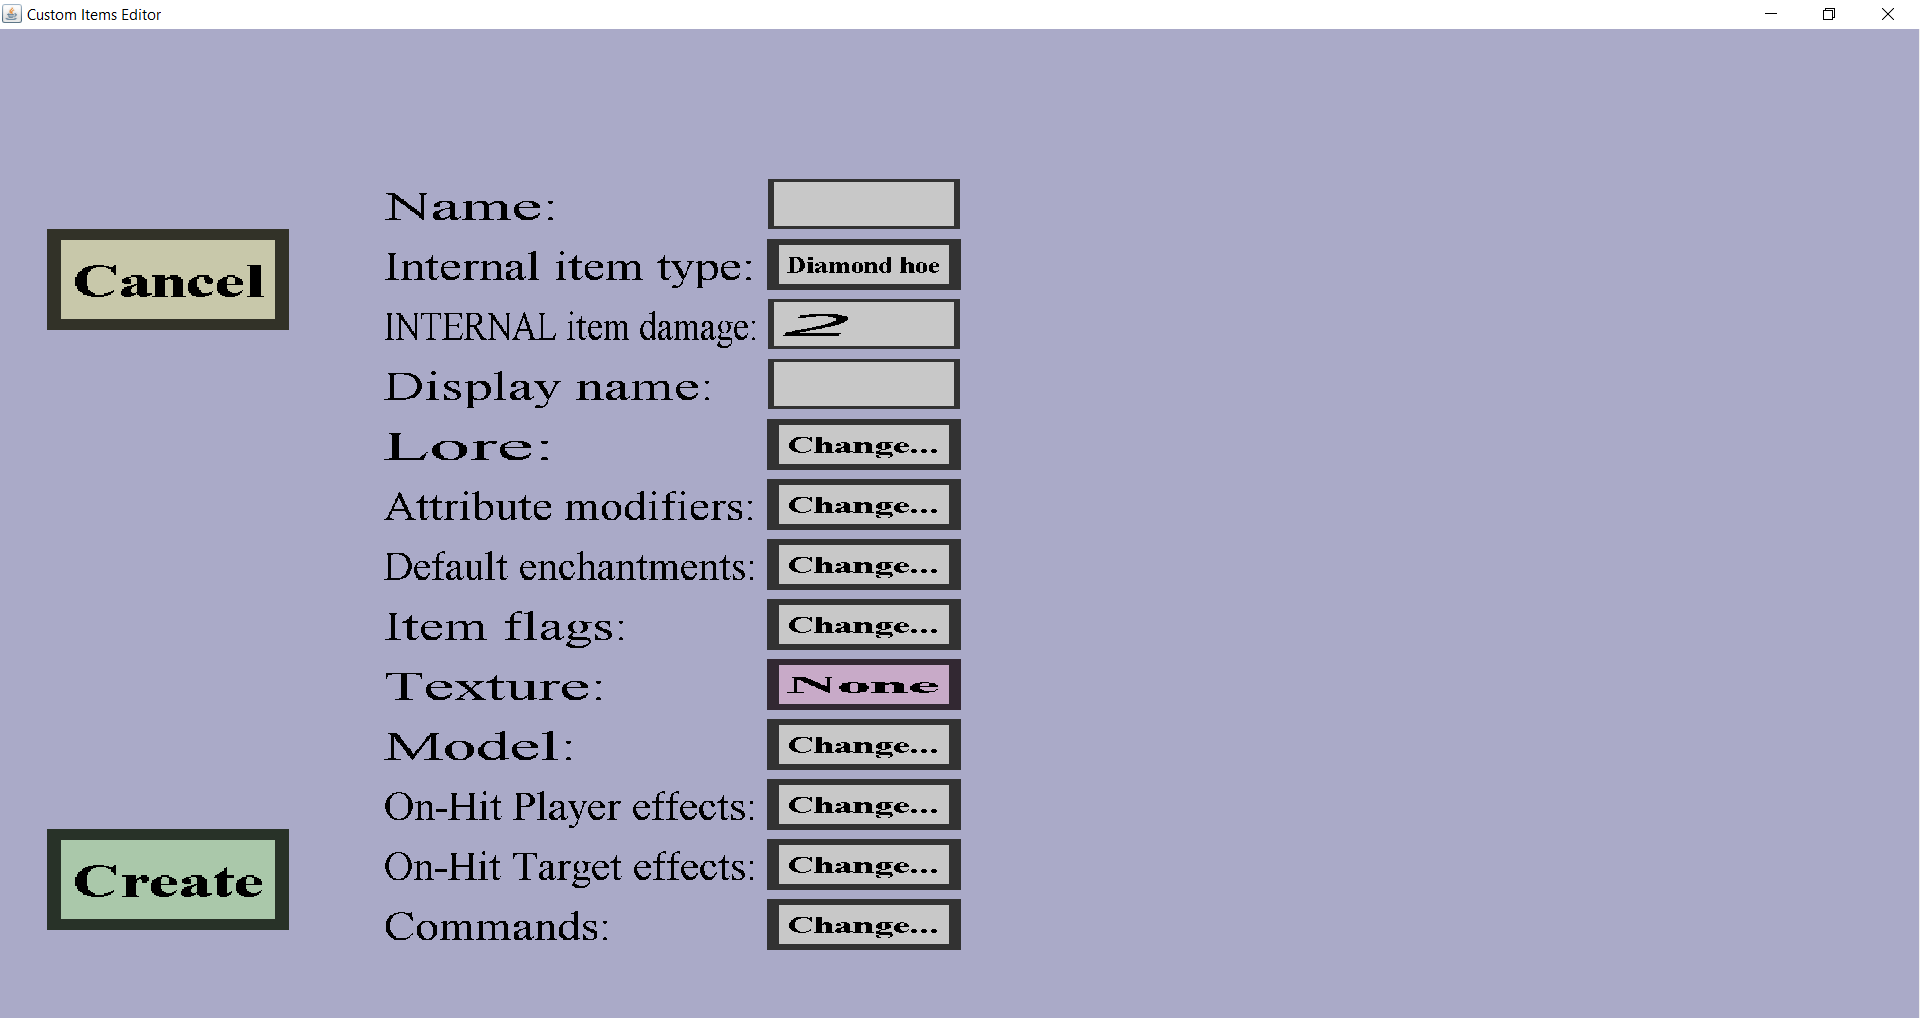 Custom Items Editor
Name:
Cancel
Internal item type: Diamond hoe
INTERNAL item damage: 2
Display name:
Lore: Change...
Attribute modifiers: Change...
Default enchantments: Change...
Item flags: Change...
Texture: None
Model: Change...
On-Hit Player effects: Change...
Create
On-Hit Target effects: Change...
Commands: Change...